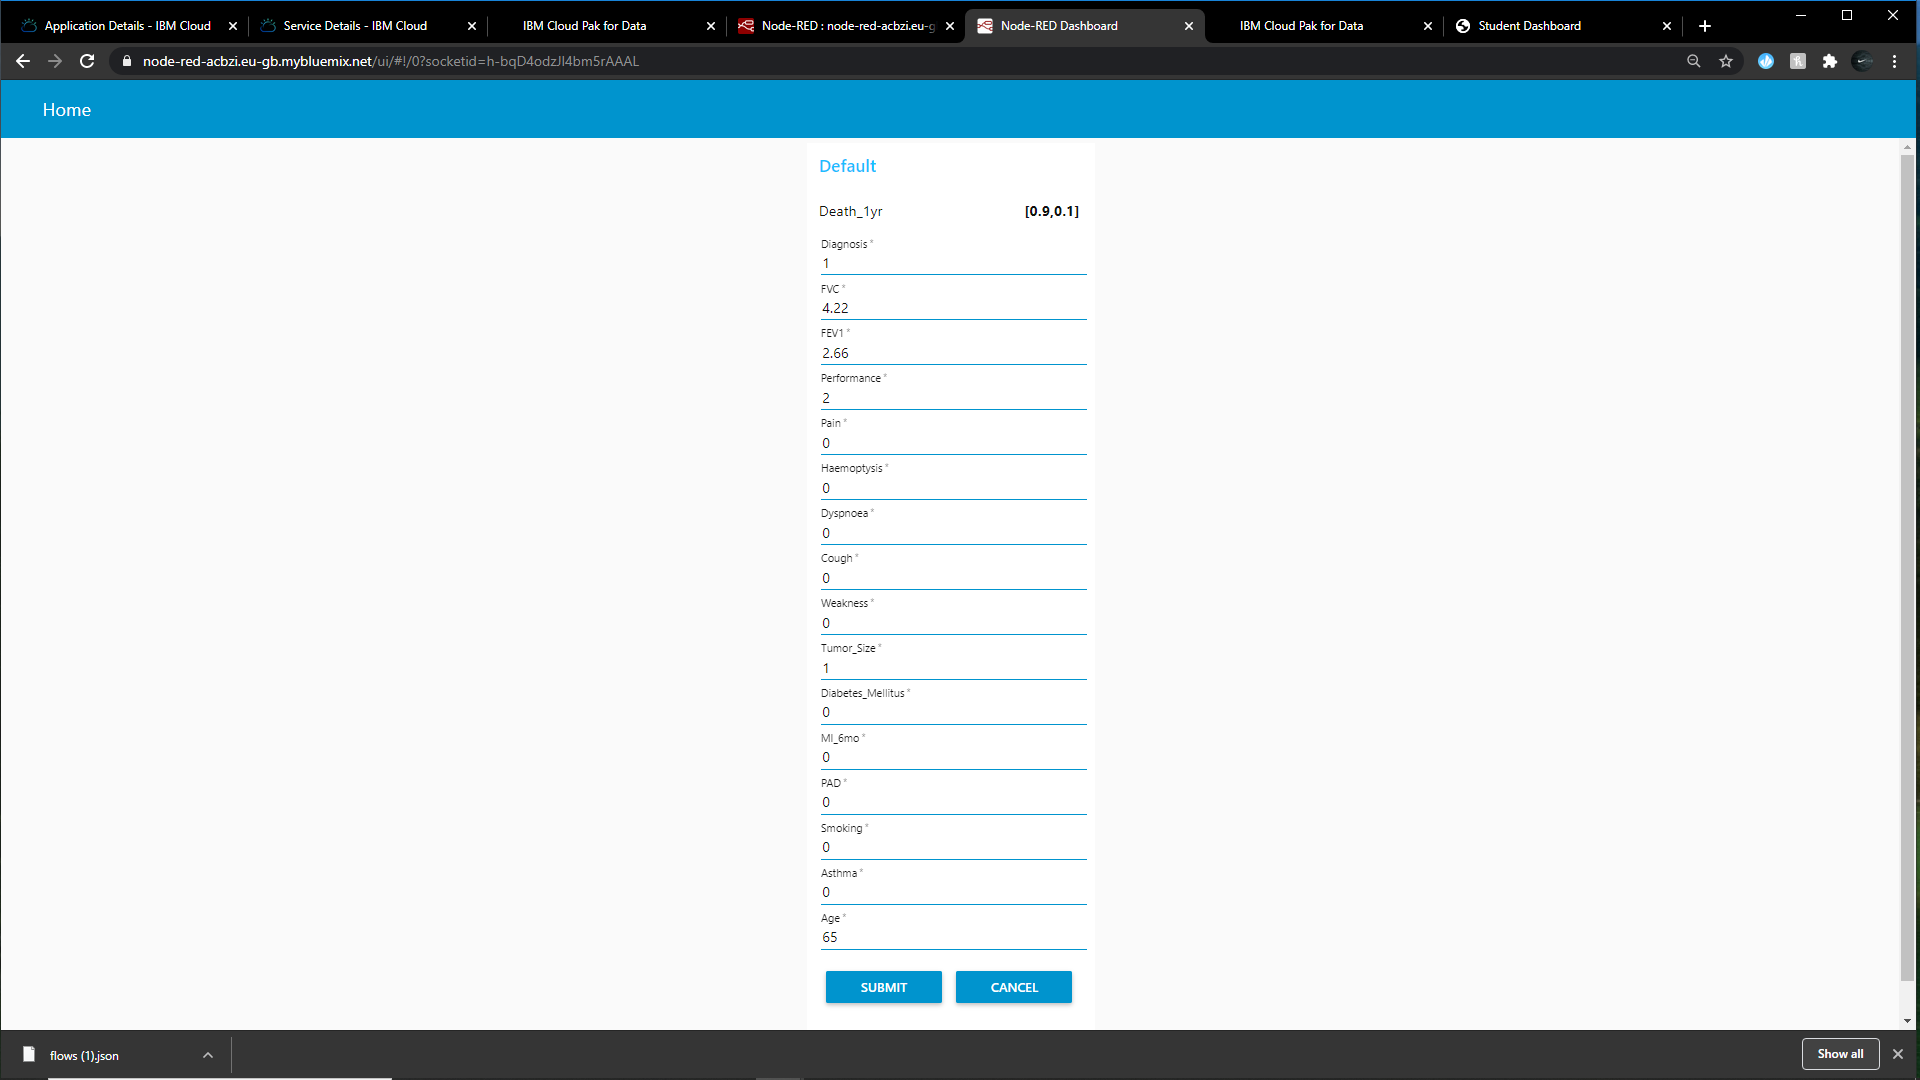 Application Details - IBM Cloud
Service Details - IBM Cloud
IBM Cloud Pak for Data
Node-RED : node-red-acbzi.eu-g
Node-RED Dashboard
IBM Cloud Pak for Data
Student Dashboard
node-red-acbzi.eu-gb.mybluemix.net/ui/#!/0?socketid=h-bqD4odzJl4bm5rAAAL
Home
Default
Death_1yr [0.9,0.1]
Diagnosis *
1
FVC *
4.22
FEV1 *
2.66
Performance *
2
Pain *
0
Haemoptysis *
0
Dyspnoea *
0
Cough *
0
Weakness *
0
Tumor_Size *
1
Diabetes_Mellitus *
0
MI_6mo *
0
PAD *
0
Smoking *
0
Asthma *
0
Age *
65
SUBMIT CANCEL
flows (1).json
Show all